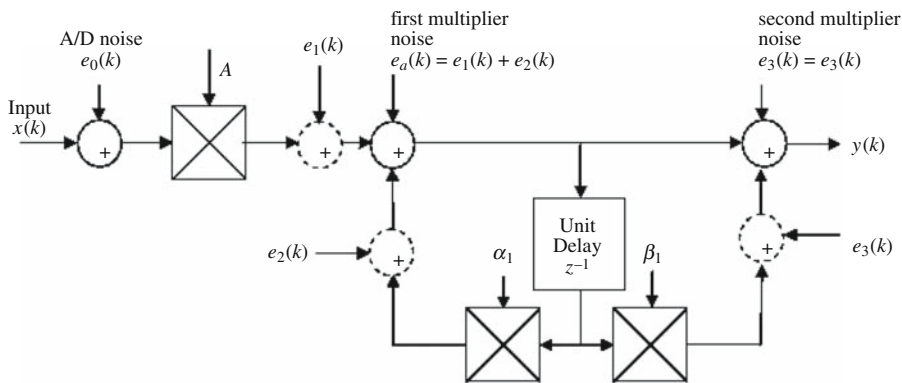 A/D noise
e₀(k)
A
e₁(k)
first multiplier
noise
eₐ(k) = e₁(k) + e₂(k)
second multiplier
noise
e₃(k) = e₃(k)
Input
x(k)
+
+
+
+
y(k)
e₂(k)
+
Unit
Delay
z⁻¹
+
e₃(k)
α₁
β₁